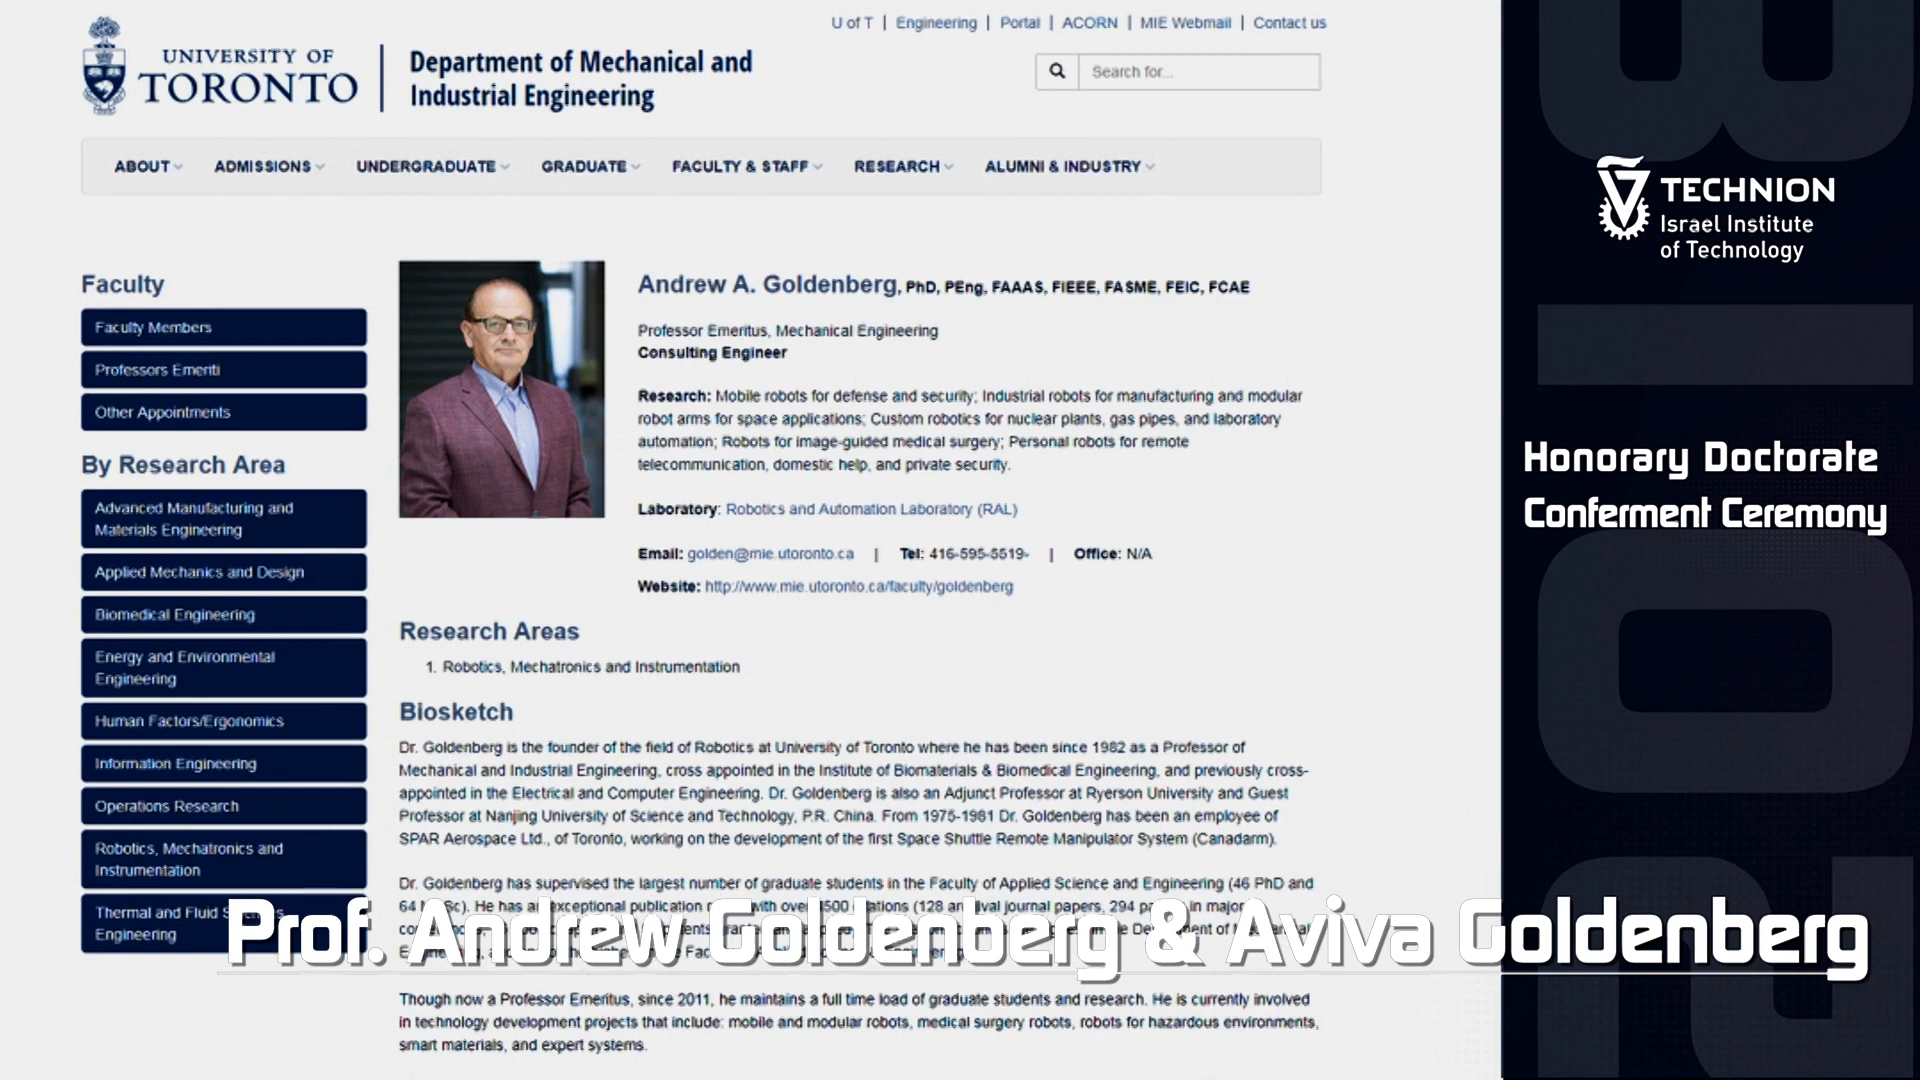 U of T | Engineering | Portal | ACORN | MIE Webmail | Contact us
UNIVERSITY OF
TORONTO
Department of Mechanical and
Industrial Engineering
Search for...
ABOUT ADMISSIONS UNDERGRADUATE GRADUATE FACULTY & STAFF RESEARCH ALUMNI & INDUSTRY
Faculty
Faculty Members
Professors Emeriti
Other Appointments
By Research Area
Advanced Manufacturing and
Materials Engineering
Applied Mechanics and Design
Biomedical Engineering
Energy and Environmental
Engineering
Human Factors/Ergonomics
Information Engineering
Operations Research
Robotics, Mechatronics and
Instrumentation
Thermal and Fluid
Engineering
Andrew A. Goldenberg, PhD, PEng, FAAAS, FIEEE, FASME, FEIC, FCAE
Professor Emeritus, Mechanical Engineering
Consulting Engineer
Research: Mobile robots for defense and security; Industrial robots for manufacturing and modular
robot arms for space applications; Custom robotics for nuclear plants, gas pipes, and laboratory
automation; Robots for image-guided medical surgery; Personal robots for remote
telecommunication, domestic help, and private security.
Laboratory: Robotics and Automation Laboratory (RAL)
Email: golden@mie.utoronto.ca | Tel: 416-595-5519- | Office: N/A
Website: http://www.mie.utoronto.ca/faculty/goldenberg
Research Areas
1. Robotics, Mechatronics and Instrumentation
Biosketch
Dr. Goldenberg is the founder of the field of Robotics at University of Toronto where he has been since 1982 as a Professor of
Mechanical and Industrial Engineering, cross appointed in the Institute of Biomaterials & Biomedical Engineering, and previously cross-
appointed in the Electrical and Computer Engineering. Dr. Goldenberg is also an Adjunct Professor at Ryerson University and Guest
Professor at Nanjing University of Science and Technology, P.R. China. From 1975-1981 Dr. Goldenberg has been an employee of
SPAR Aerospace Ltd., of Toronto, working on the development of the first Space Shuttle Remote Manipulator System (Canadarm).
Dr. Goldenberg has supervised the largest number of graduate students in the Faculty of Applied Science and Engineering (46 PhD and
64 He has exceptional publication with over (128 journal papers, 294 in major
Though now a Professor Emeritus, since 2011, he maintains a full time load of graduate students and research. He is currently involved
in technology development projects that include: mobile and modular robots, medical surgery robots, robots for hazardous environments,
smart materials, and expert systems.
Prof. Andrew Goldenberg & Aviva Goldenberg
TECHNION
Israel Institute
of Technology
Honorary Doctorate
Conferment Ceremony